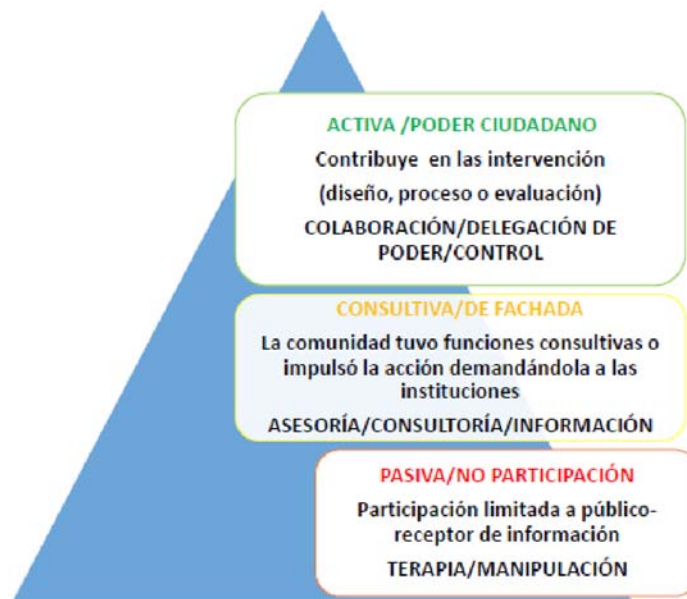 ACTIVA /PODER CIUDADANO
Contribuye en las intervención
(diseño, proceso o evaluación)
COLABORACIÓN/DELEGACIÓN DE
PODER/CONTROL
CONSULTIVA/DE FACHADA
La comunidad tuvo funciones consultivas o
impulsó la acción demandándola a las
instituciones
ASESORÍA/CONSULTORÍA/INFORMACIÓN
PASIVA/NO PARTICIPACIÓN
Participación limitada a público-
receptor de información
TERAPIA/MANIPULACIÓN